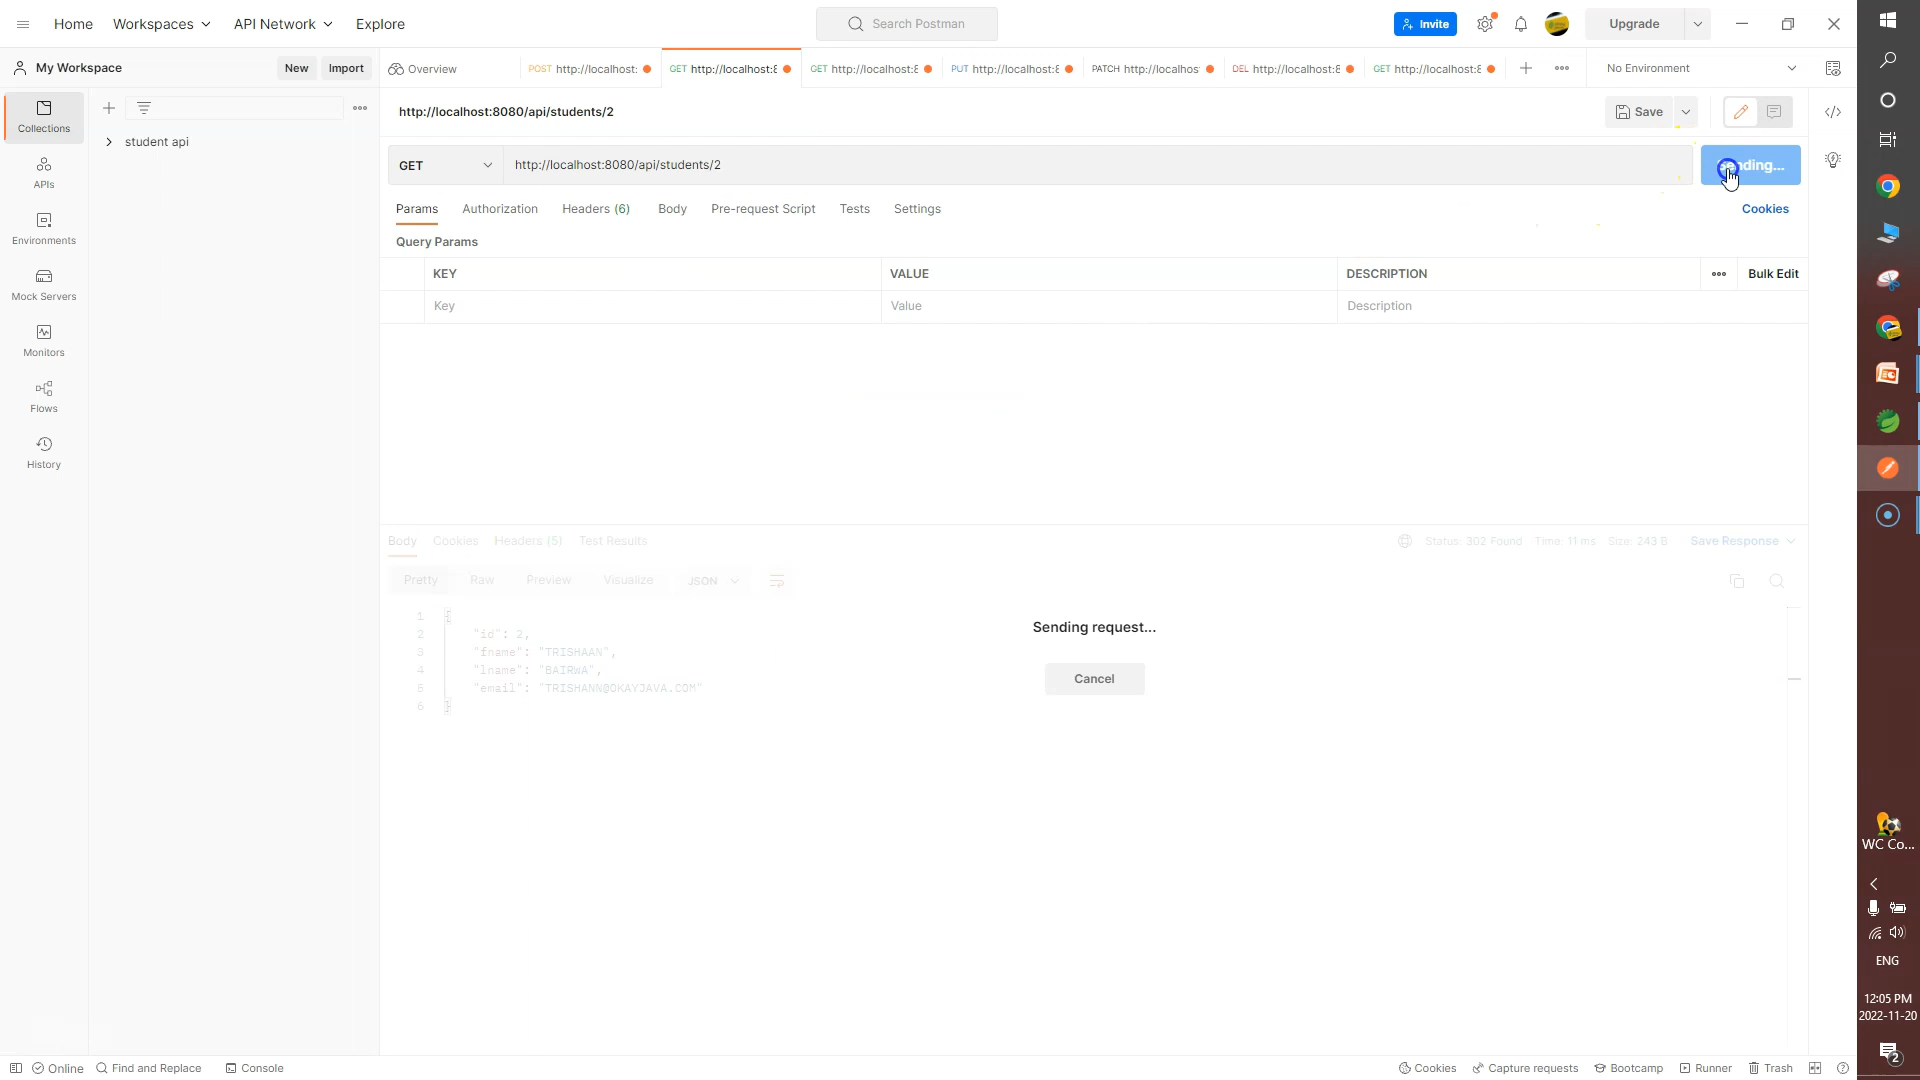 Home Workspaces API Network Explore Search Postman Invite Upgrade
My Workspace New Import Overview POST http://localhost: GET http://localhost:8 GET http://localhost:8 PUT http://localhost:8 PATCH http://localhos DEL http://localhost:8 GET http://localhost:8 No Environment
Collections
APIs
Environments
Mock Servers
Monitors
Flows
History
student api
http://localhost:8080/api/students/2 Save
GET http://localhost:8080/api/students/2 Sending...
Params Authorization Headers (6) Body Pre-request Script Tests Settings Cookies
Query Params
KEY VALUE DESCRIPTION Bulk Edit
Key Value Description
Body Cookies Headers (5) Test Results Status: 302 Found Time: 11 ms Size: 243 B Save Response
Pretty Raw Preview Visualize JSON
1 {
2 "id": 2,
3 "fname": "TRISHAAN",
4 "lname": "BAIRWA",
5 "email": "TRISHANN@OKAYJAVA.COM"
6 }
Sending request...
Cancel
Online Find and Replace Console Cookies Capture requests Bootcamp Runner Trash
WC Co...
ENG
12:05 PM
2022-11-20
2